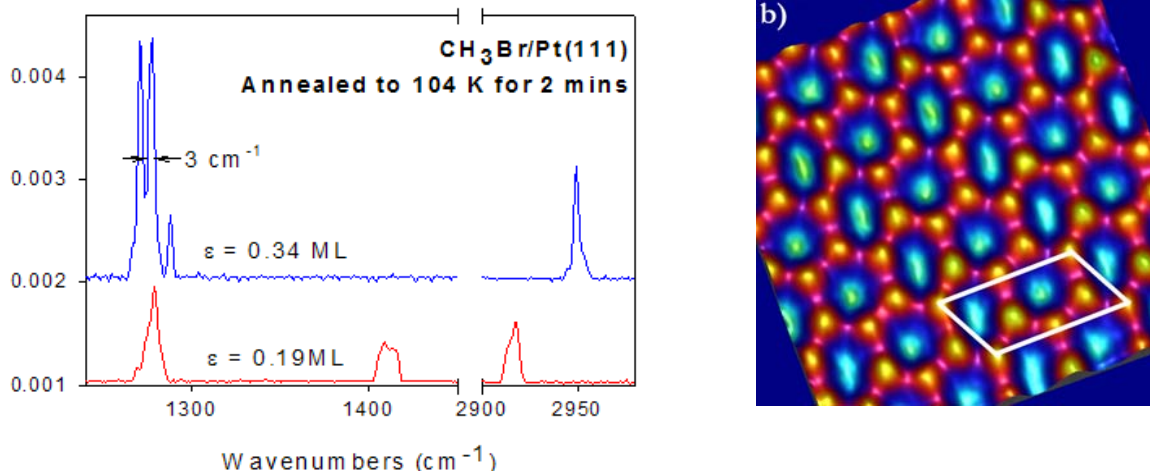 CH3Br/Pt(111)
Annealed to 104 K for 2 mins
0.004
0.003
3 cm-1
ε = 0.34 ML
0.002
ε = 0.19ML
0.001
1300
1400
2900
2950
Wavenumbers (cm-1)
b)